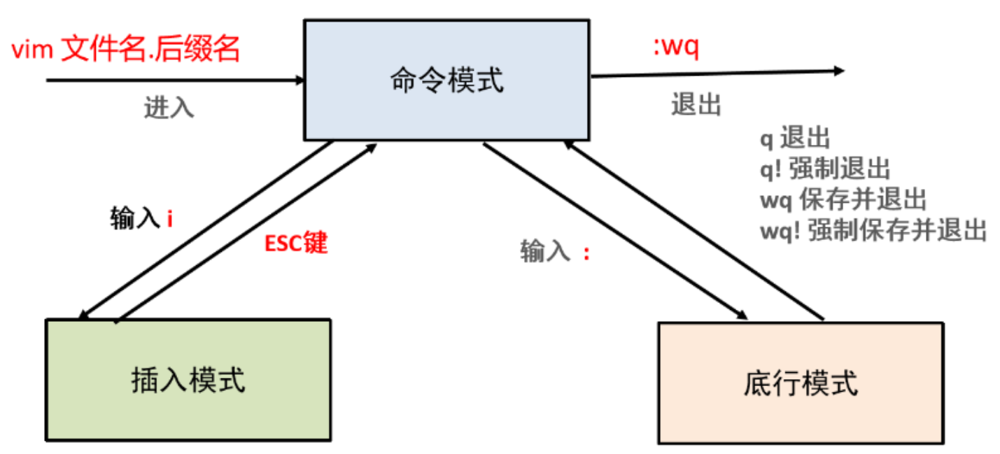 vim 文件名.后缀名
进入
命令模式
:wq
退出
q 退出
q! 强制退出
wq 保存并退出
wq! 强制保存并退出
输入 i
ESC键
输入 :
插入模式
底行模式